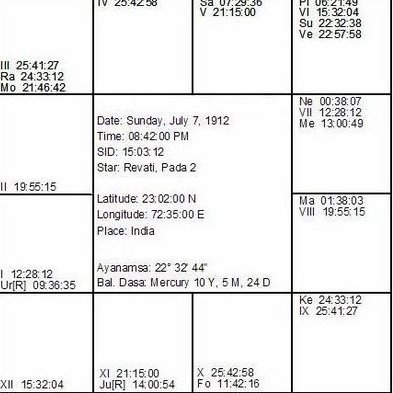 IV 25:42:58
Sa 07:29:36
V 21:15:00
Pl 06:21:49
VI 15:32:04
Su 22:32:38
Ve 22:57:58
III 25:41:27
Ra 24:33:12
Mo 21:46:42
Date: Sunday, July 7, 1912
Time: 08:42:00 PM
SID: 15:03:12
Star: Revati, Pada 2
Latitude: 23:02:00 N
Longitude: 72:35:00 E
Place: India
Ayanamsa: 22° 32' 44"
Bal. Dasa: Mercury 10 Y, 5 M, 24 D
Ne 00:38:07
VII 12:28:12
Me 13:00:49
II 19:55:15
Ma 01:38:03
VIII 19:55:15
I 12:28:12
Ur[R] 09:36:35
Ke 24:33:12
IX 25:41:27
XII 15:32:04
XI 21:15:00
Ju[R] 14:00:54
X 25:42:58
Fo 11:42:16